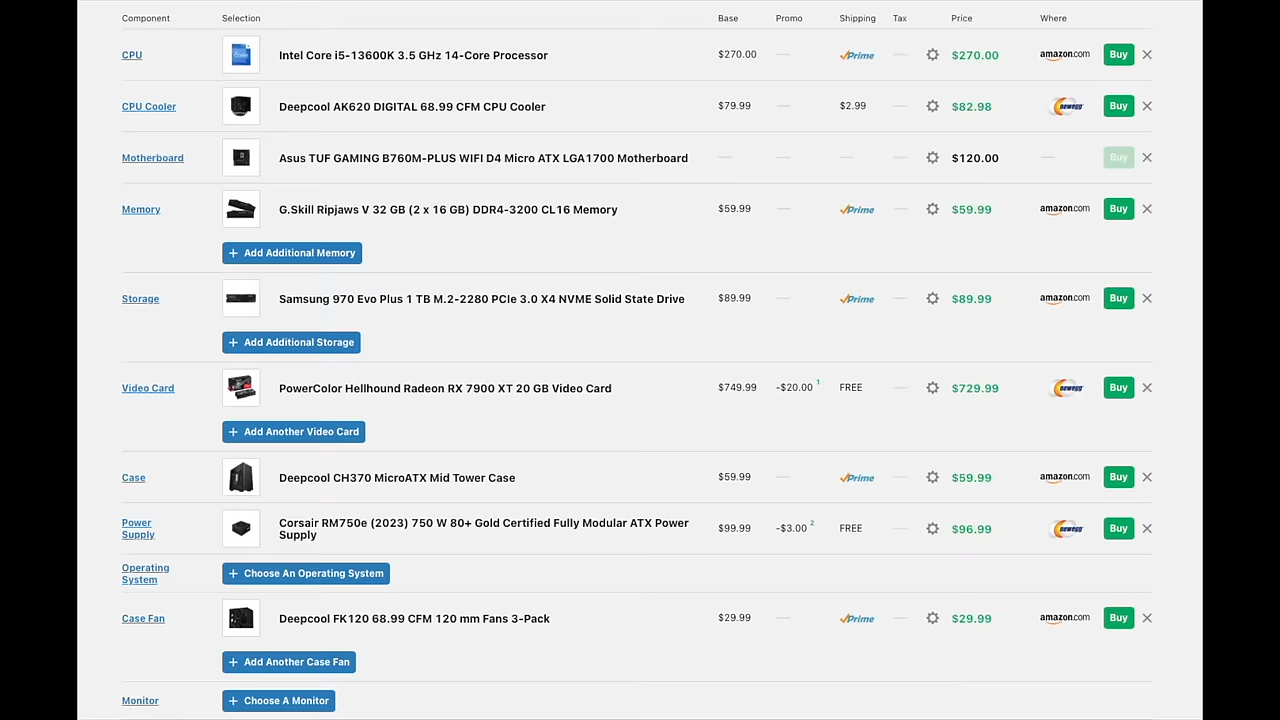 Component Selection Base Promo Shipping Tax Price Where
CPU Intel Core i5-13600K 3.5 GHz 14-Core Processor $270.00 — Prime — $270.00 amazon.com Buy
CPU Cooler Deepcool AK620 DIGITAL 68.99 CFM CPU Cooler $79.99 — $2.99 — $82.98 newegg Buy
Motherboard Asus TUF GAMING B760M-PLUS WIFI D4 Micro ATX LGA1700 Motherboard — — — — $120.00 — Buy
Memory G.Skill Ripjaws V 32 GB (2 x 16 GB) DDR4-3200 CL16 Memory $59.99 — Prime — $59.99 amazon.com Buy
+ Add Additional Memory
Storage Samsung 970 Evo Plus 1 TB M.2-2280 PCIe 3.0 X4 NVME Solid State Drive $89.99 — Prime — $89.99 amazon.com Buy
+ Add Additional Storage
Video Card PowerColor Hellhound Radeon RX 7900 XT 20 GB Video Card $749.99 -$20.00 1 FREE — $729.99 newegg Buy
+ Add Another Video Card
Case Deepcool CH370 MicroATX Mid Tower Case $59.99 — Prime — $59.99 amazon.com Buy
Power Supply Corsair RM750e (2023) 750 W 80+ Gold Certified Fully Modular ATX Power
Supply $99.99 -$3.00 2 FREE — $96.99 newegg Buy
Operating System + Choose An Operating System
Case Fan Deepcool FK120 68.99 CFM 120 mm Fans 3-Pack $29.99 — Prime — $29.99 amazon.com Buy
+ Add Another Case Fan
Monitor + Choose A Monitor